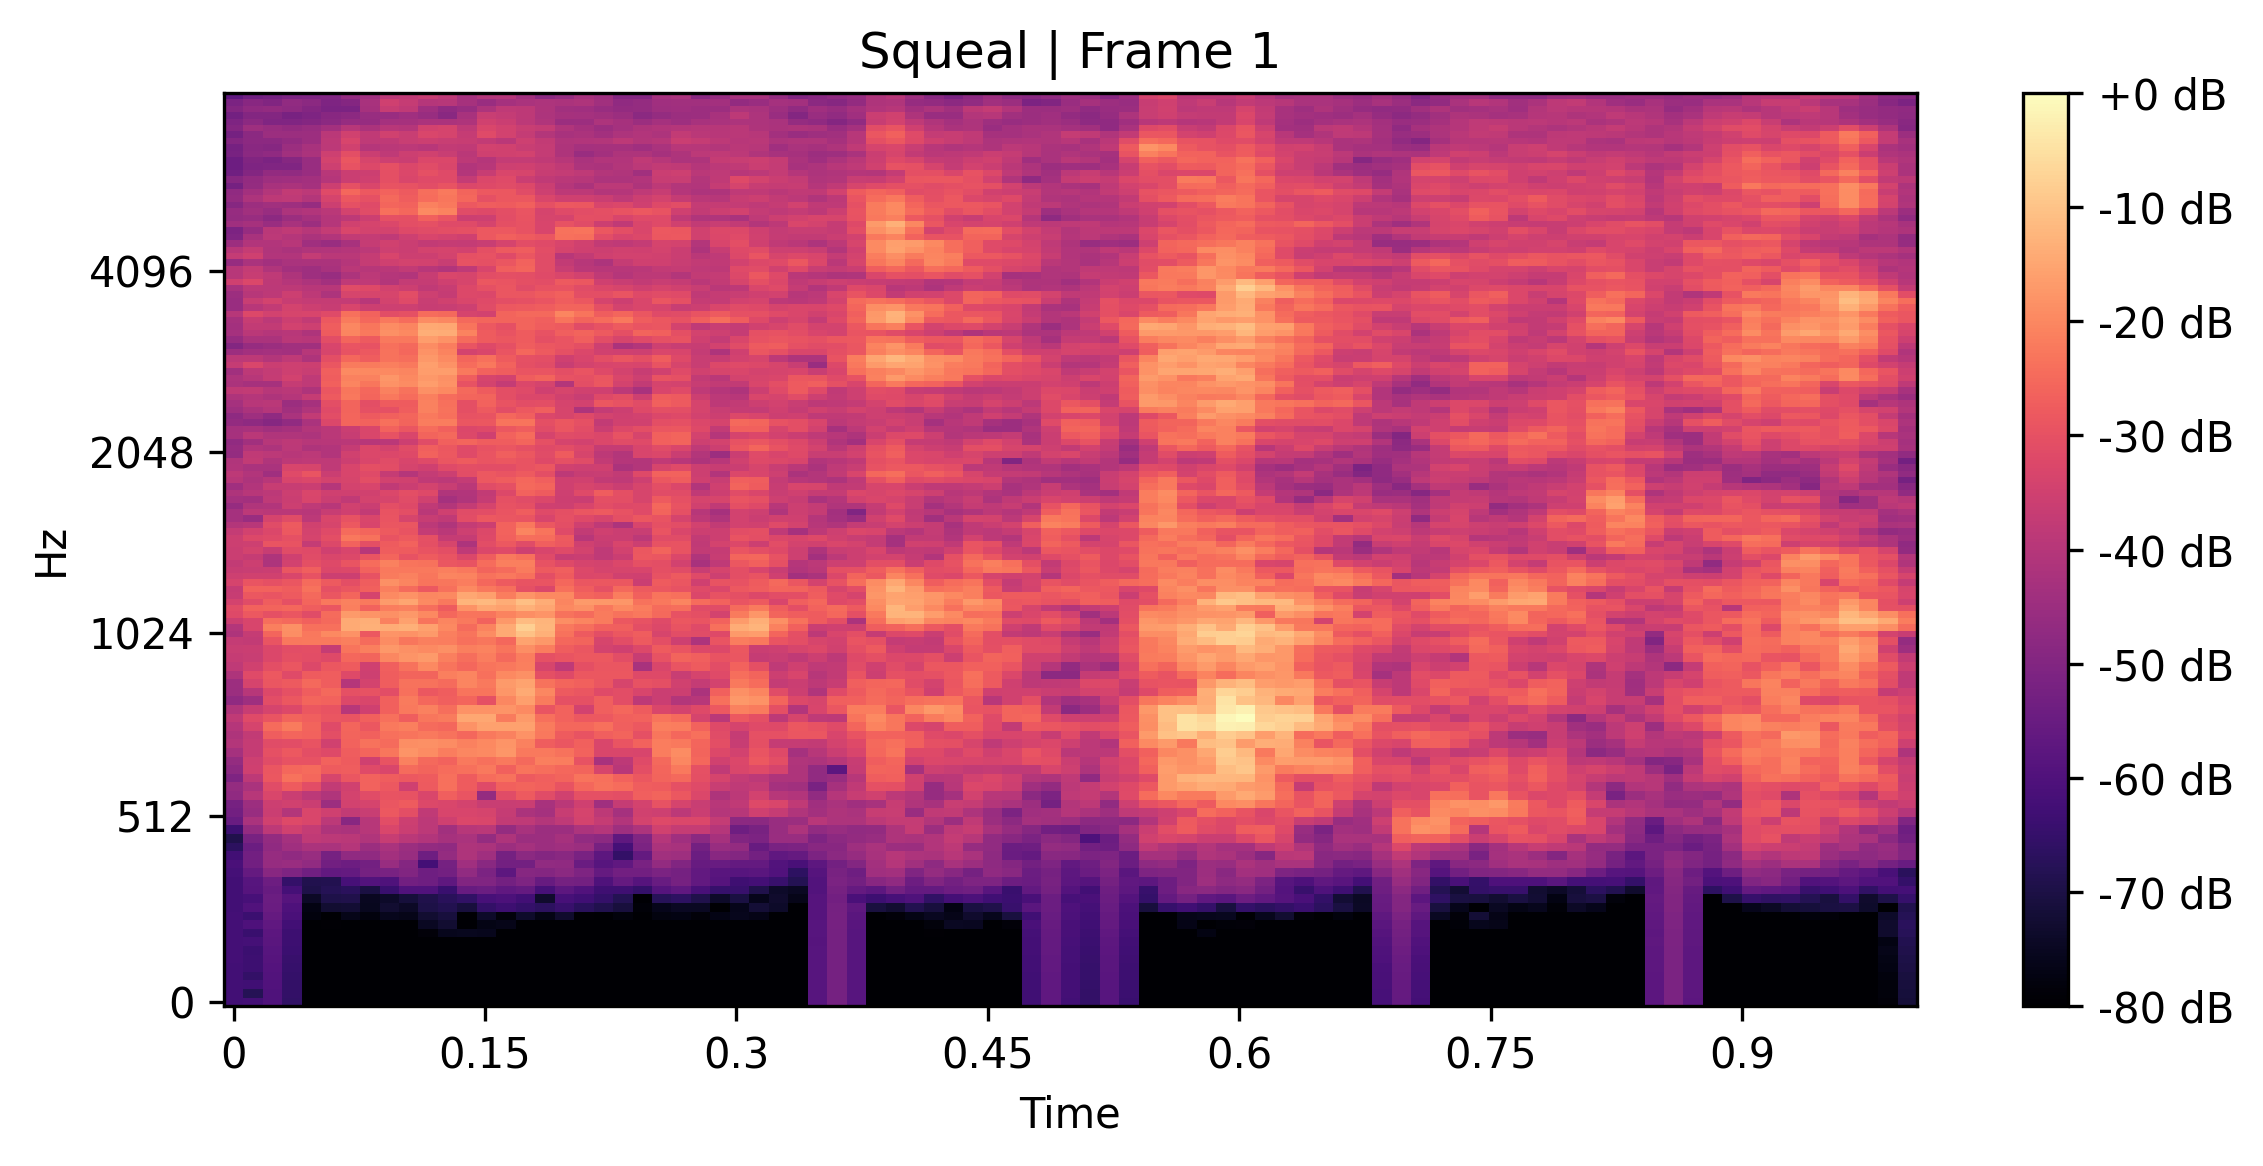 Squeal | Frame 1
+0 dB
-10 dB
-20 dB
-30 dB
-40 dB
-50 dB
-60 dB
-70 dB
-80 dB
Hz
4096
2048
1024
512
0
0 0.15 0.3 0.45 0.6 0.75 0.9
Time